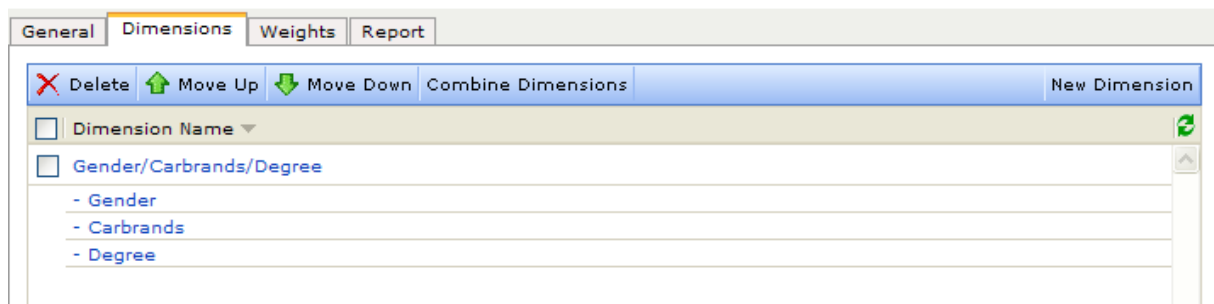 General Dimensions Weights Report
Delete Move Up Move Down Combine Dimensions New Dimension
Dimension Name
Gender/Carbrands/Degree
- Gender
- Carbrands
- Degree